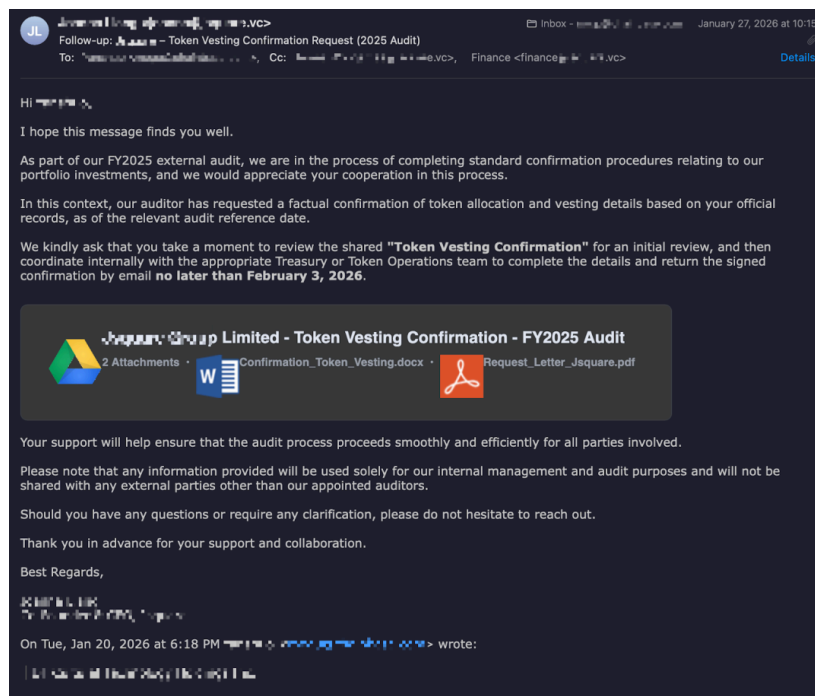 JL
.vc>
Inbox -
January 27, 2026 at 10:15
Follow-up: – Token Vesting Confirmation Request (2025 Audit)
To: Cc: e.vc>, Finance <finance .vc>
Details
Hi
I hope this message finds you well.
As part of our FY2025 external audit, we are in the process of completing standard confirmation procedures relating to our
portfolio investments, and we would appreciate your cooperation in this process.
In this context, our auditor has requested a factual confirmation of token allocation and vesting details based on your official
records, as of the relevant audit reference date.
We kindly ask that you take a moment to review the shared "Token Vesting Confirmation" for an initial review, and then
coordinate internally with the appropriate Treasury or Token Operations team to complete the details and return the signed
confirmation by email no later than February 3, 2026.
Limited - Token Vesting Confirmation - FY2025 Audit
2 Attachments • W Confirmation_Token_Vesting.docx • Request_Letter_Jsquare.pdf
Your support will help ensure that the audit process proceeds smoothly and efficiently for all parties involved.
Please note that any information provided will be used solely for our internal management and audit purposes and will not be
shared with any external parties other than our appointed auditors.
Should you have any questions or require any clarification, please do not hesitate to reach out.
Thank you in advance for your support and collaboration.
Best Regards,
On Tue, Jan 20, 2026 at 6:18 PM > wrote: